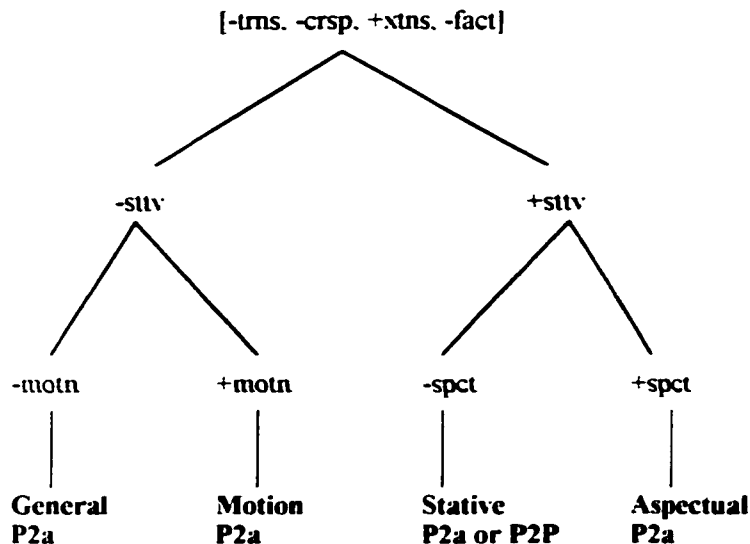 [-trns. -crsp. +xtns. -fact]
-sttv +sttv
-motn +motn -spct +spct
General Motion Stative Aspectual
P2a P2a P2a or P2P P2a